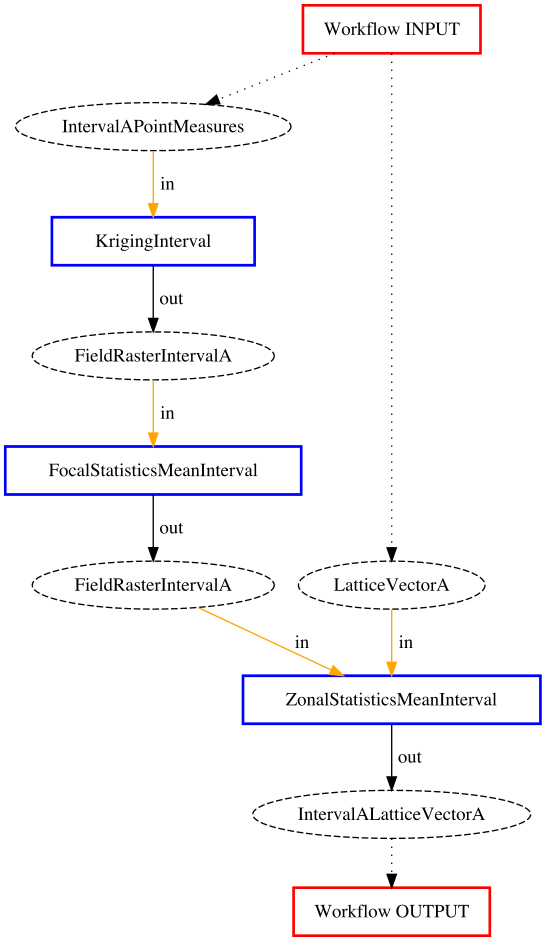 Workflow INPUT
IntervalAPointMeasures
in
KrigingInterval
out
FieldRasterIntervalA
in
FocalStatisticsMeanInterval
out
FieldRasterIntervalA
LatticeVectorA
in
in
ZonalStatisticsMeanInterval
out
IntervalALatticeVectorA
Workflow OUTPUT